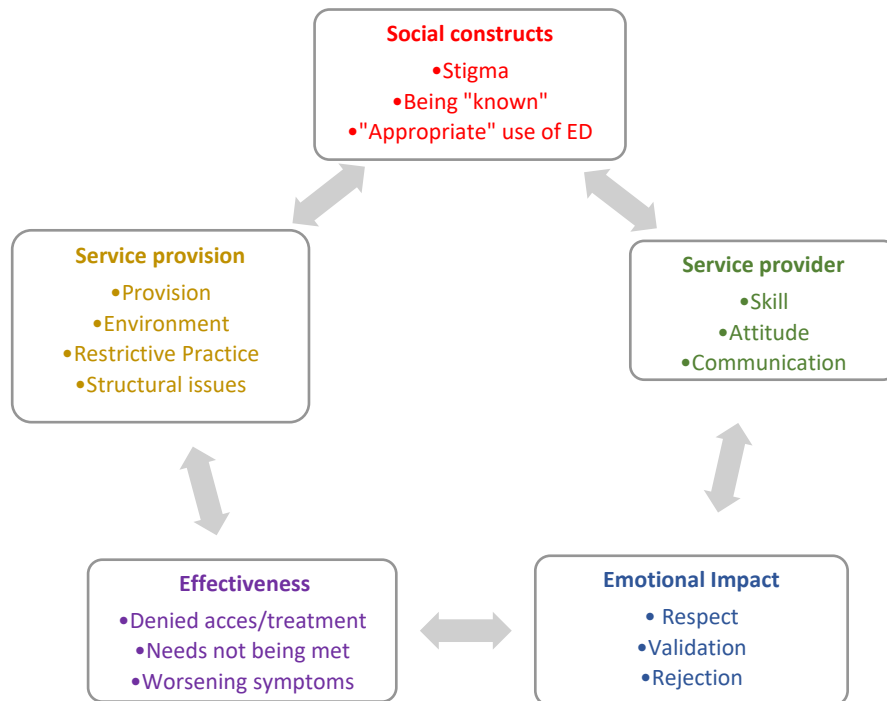 Social constructs
•Stigma
•Being "known"
•"Appropriate" use of ED
Service provision
•Provision
•Environment
•Restrictive Practice
•Structural issues
Service provider
•Skill
•Attitude
•Communication
Effectiveness
•Denied acces/treatment
•Needs not being met
•Worsening symptoms
Emotional Impact
• Respect
•Validation
•Rejection